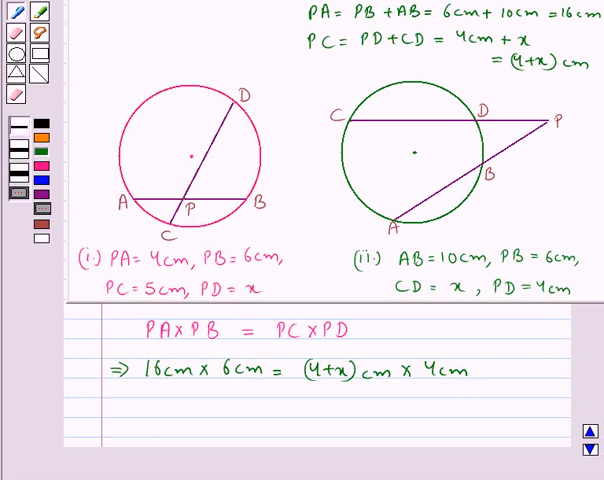 PA = PB + AB = 6cm + 10cm = 16cm
PC = PD + CD = 4cm + x
= (4+x) cm
D
C
D
P
B
A
P
B
C
A
(i.) PA = 4cm, PB = 6cm,
PC = 5cm, PD = x
(ii.) AB = 10cm, PB = 6cm,
CD = x, PD = 4cm
PA × PB = PC × PD
⇒ 16cm × 6cm = (4+x) cm × 4cm